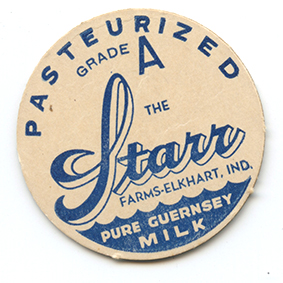 PASTEURIZED
GRADE A
THE
Starr
FARMS-ELKHART, IND.
PURE GUERNSEY
MILK